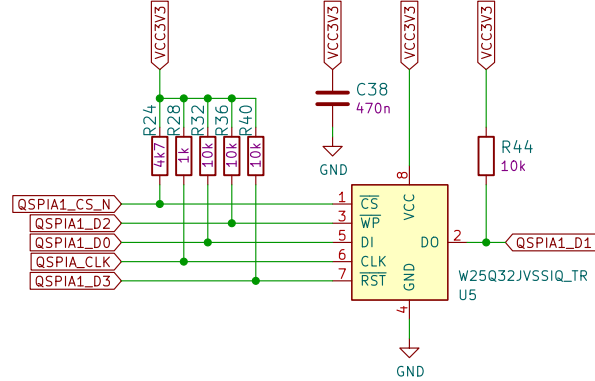 VCC3V3
VCC3V3
VCC3V3
VCC3V3
R24
R28
R32
R36
R40
4k7
1k
10k
10k
10k
C38
470n
GND
R44
10k
QSPIA1_CS_N
QSPIA1_D2
QSPIA1_D0
QSPIA_CLK
QSPIA1_D3
1
3
5
6
7
8
CS
WP
DI
CLK
RST
VCC
DO
GND
2
4
QSPIA1_D1
W25Q32JVSSIQ_TR
U5
GND